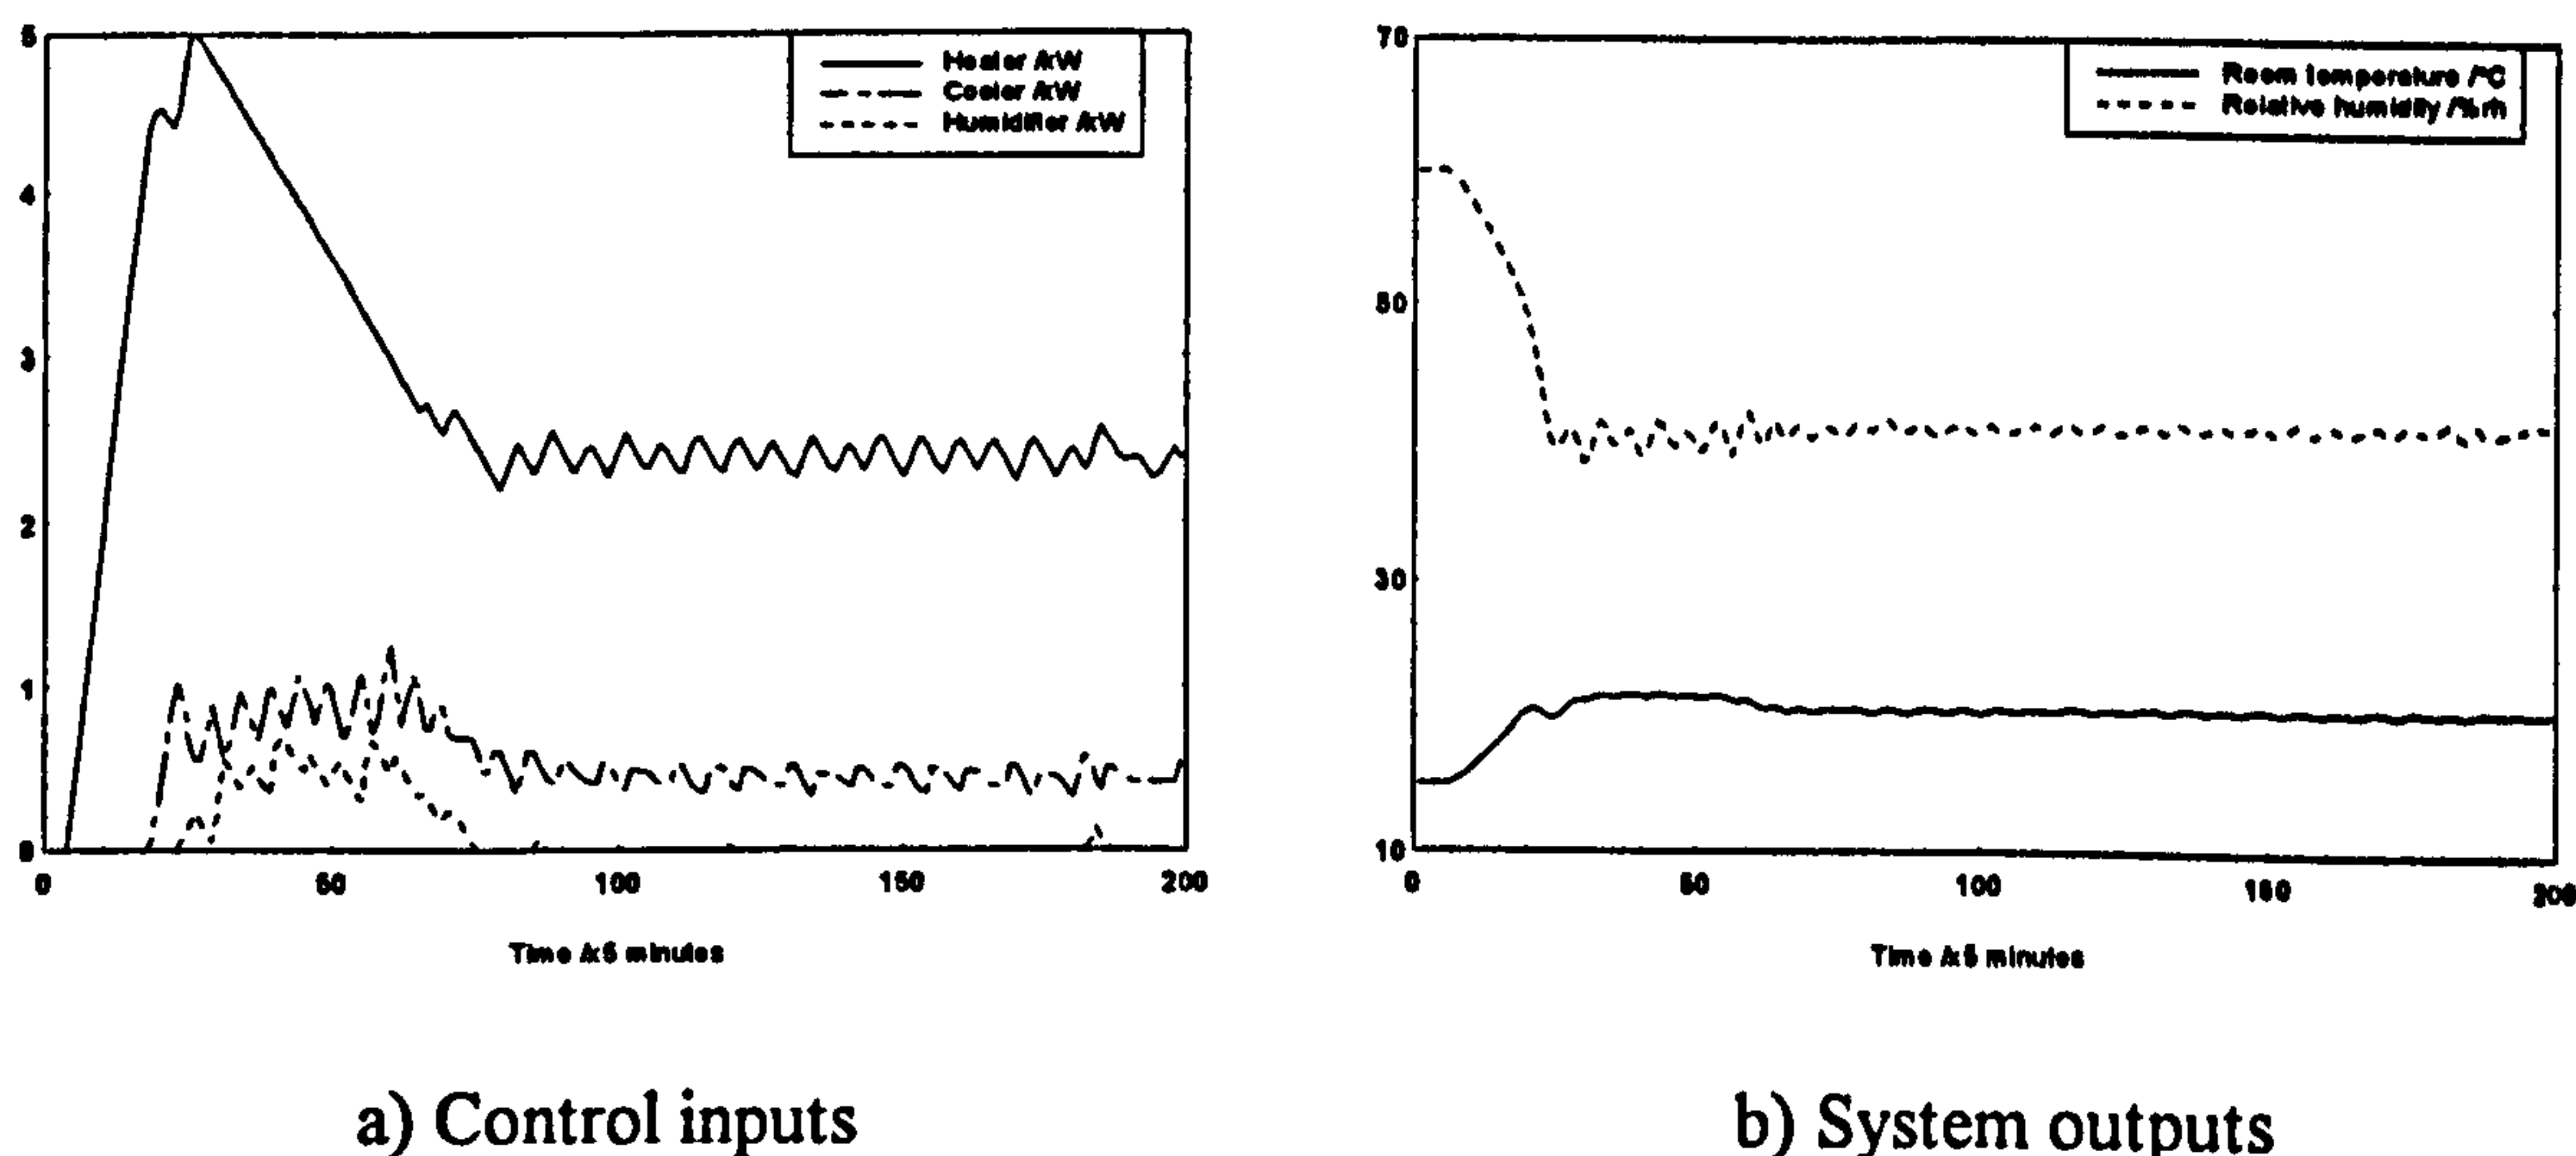 5
4
3
2
1
0
0 50 100 150 200
Time /x5 minutes
Heater /kW
Cooler /kW
Humidifier /kW
a) Control inputs
70
50
30
10
0 50 100 150 200
Time /x5 minutes
Room temperature /°C
Relative humidity /%rh
b) System outputs